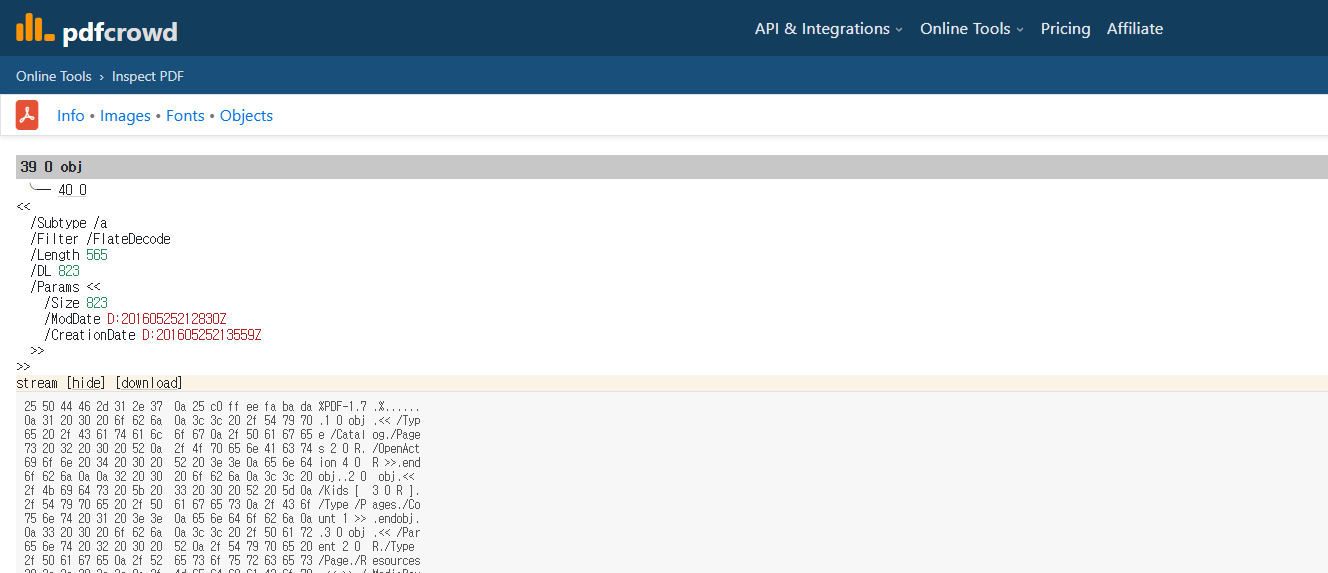 pdfcrowd
API & Integrations
Online Tools
Pricing
Affiliate
Online Tools › Inspect PDF
Info • Images • Fonts • Objects
39 0 obj
40 0
<<
/Subtype /a
/Filter /FlateDecode
/Length 565
/DL 823
/Params <<
/Size 823
/ModDate D:20160525212830Z
/CreationDate D:20160525213559Z
>>
>>
stream [hide] [download]
25 50 44 46 2d 31 2e 37  0a 25 c0 ff ee fa ba da %PDF-1.7 .%......
0a 31 20 30 20 6f 62 6a  0a 3c 3c 20 2f 54 79 70 .1 0 obj .<< /Typ
65 20 2f 43 61 74 61 6c  6f 67 0a 2f 50 61 67 65 e /Catal og./Page
73 20 32 20 30 20 52 0a  2f 4f 70 65 6e 41 63 74 s 2 0 R. /OpenAct
69 6f 6e 20 34 20 30 20  52 20 3e 3e 0a 65 6e 64 ion 4 0  R >>.end
6f 62 6a 0a 0a 32 20 30  20 6f 62 6a 0a 3c 3c 20 obj..2 0  obj.<<
2f 4b 69 64 73 20 5b 20  33 20 30 20 52 20 5d 0a /Kids [  3 0 R ].
2f 54 79 70 65 20 2f 50  61 67 65 73 0a 2f 43 6f /Type /P ages./Co
75 6e 74 20 31 20 3e 3e  0a 65 6e 64 6f 62 6a 0a unt 1 >> .endobj.
0a 33 20 30 20 6f 62 6a  0a 3c 3c 20 2f 50 61 72 .3 0 obj .<< /Par
65 6e 74 20 32 20 30 20  52 0a 2f 54 79 70 65 20 ent 2 0  R./Type
2f 50 61 67 65 0a 2f 52  65 73 6f 75 72 63 65 73 /Page./R esources